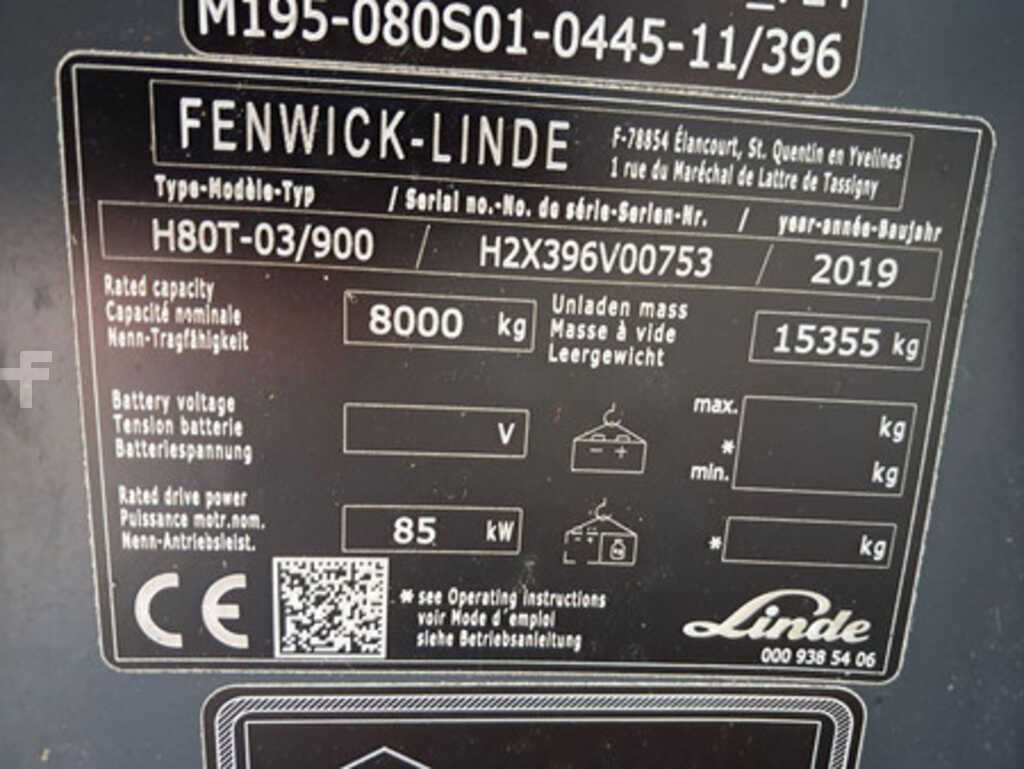 M195-080S01-0445-11/396
FENWICK-LINDE
F-78854 Élancourt, St. Quentin en Yvelines
1 rue du Maréchal de Lattre de Tassigny
Type-Modèle-Typ / Serial no.-No. de série-Serien-Nr. / year-année-Baujahr
H80T-03/900 / H2X396V00753 / 2019
Rated capacity
Capacité nominale
Nenn-Tragfähigkeit
8000 kg
Unladen mass
Masse à vide
Leergewicht
15355 kg
Battery voltage
Tension batterie
Batteriespannung
V
- +
max. kg
*
min. kg
Rated drive power
Puissance motr.nom.
Nenn-Antriebsleist.
85 kW
* kg
CE
* see Operating instructions
voir Mode d´emploi
siehe Betriebsanleitung
Linde
000 938 54 06